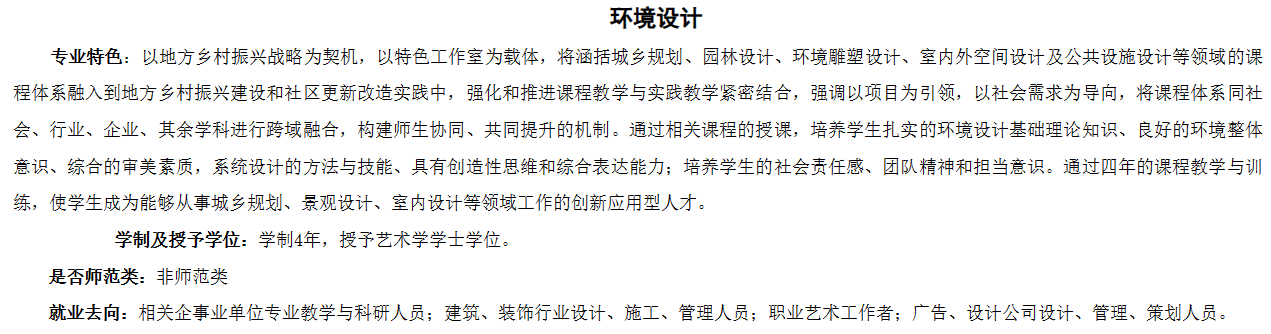 环境设计
专业特色：以地方乡村振兴战略为契机，以特色工作室为载体，将涵括城乡规划、园林设计、环境雕塑设计、室内外空间设计及公共设施设计等领域的课
程体系融入到地方乡村振兴建设和社区更新改造实践中，强化和推进课程教学与实践教学紧密结合，强调以项目为引领，以社会需求为导向，将课程体系同社
会、行业、企业、其余学科进行跨域融合，构建师生协同、共同提升的机制。通过相关课程的授课，培养学生扎实的环境设计基础理论知识、良好的环境整体
意识、综合的审美素质，系统设计的方法与技能、具有创造性思维和综合表达能力；培养学生的社会责任感、团队精神和担当意识。通过四年的课程教学与训
练，使学生成为能够从事城乡规划、景观设计、室内设计等领域工作的创新应用型人才。
学制及授予学位：学制4年，授予艺术学学士学位。
是否师范类：非师范类
就业去向：相关企事业单位专业教学与科研人员；建筑、装饰行业设计、施工、管理人员；职业艺术工作者；广告、设计公司设计、管理、策划人员。